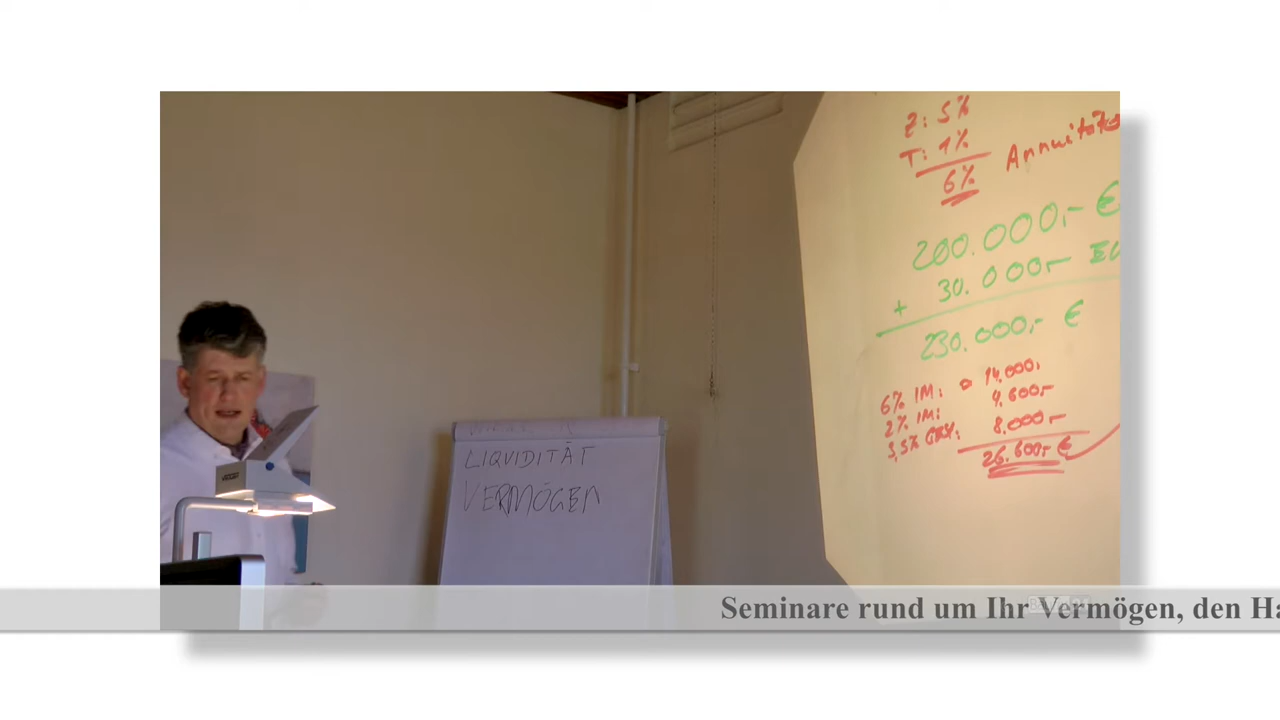 Z: 5%
T: 1%
6%
Annuität
200.000,- €
+ 30.000,-
230.000,- €
6% IM: 14.000,
2% IM: 4.600,-
3,5% 8.000,-
26.600,- €
LIQUIDITÄT
VERMÖGEN
Seminare rund um Ihr Vermögen, den Ha